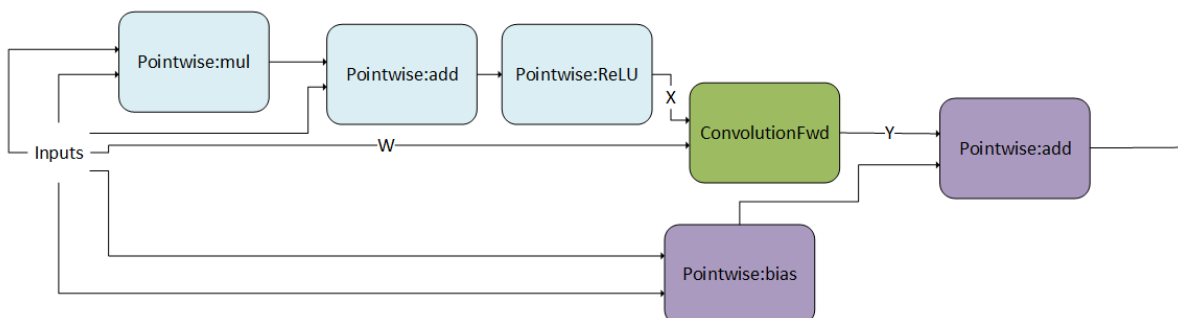 Pointwise:mul
Pointwise:add
Pointwise:ReLU
X
ConvolutionFwd
Y
Pointwise:add
W
Inputs
Pointwise:bias